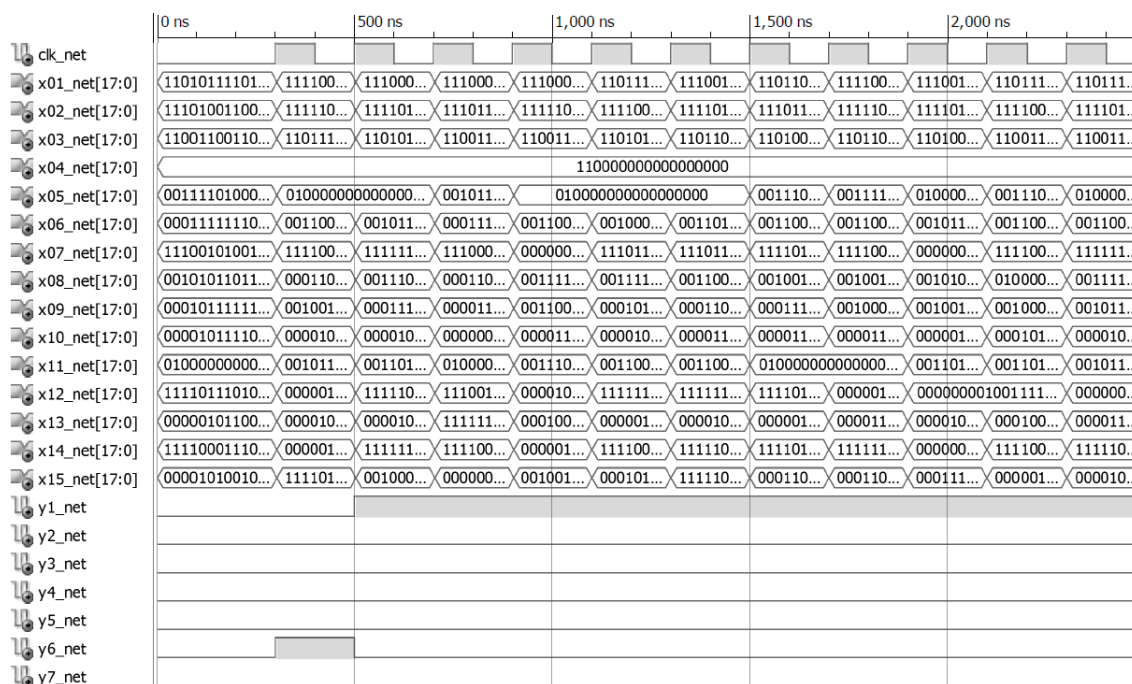 0 ns 500 ns 1,000 ns 1,500 ns 2,000 ns
clk_net
x01_net[17:0] 11010111101... 111100... 111000... 111000... 111000... 110111... 111001... 110110... 111100... 111001... 110111... 110111...
x02_net[17:0] 11101001100... 111110... 111101... 111011... 111110... 111100... 111101... 111011... 111110... 111101... 111100... 111101...
x03_net[17:0] 11001100110... 110111... 110101... 110011... 110011... 110101... 110110... 110100... 110110... 110100... 110011... 110011...
x04_net[17:0] 110000000000000000
x05_net[17:0] 00111101000... 010000000000000... 001011... 010000000000000000 001110... 001111... 010000... 001110... 010000...
x06_net[17:0] 00011111110... 001100... 001011... 000111... 001100... 001000... 001101... 001100... 001100... 001011... 001100... 001100...
x07_net[17:0] 11100101001... 111100... 111111... 111000... 000000... 111011... 111011... 111101... 111100... 000000... 111100... 111111...
x08_net[17:0] 00101011011... 000110... 001110... 000110... 001111... 001111... 001100... 001001... 001001... 001010... 010000... 001111...
x09_net[17:0] 00010111111... 001001... 000111... 000011... 001100... 000101... 000110... 000111... 001000... 001001... 001000... 001011...
x10_net[17:0] 00001011110... 000010... 000010... 000000... 000011... 000010... 000011... 000011... 000011... 000001... 000101... 000010...
x11_net[17:0] 01000000000... 001011... 001101... 010000... 001110... 001100... 001100... 010000000000000... 001101... 001101... 001011...
x12_net[17:0] 11110111010... 000001... 111110... 111001... 000010... 111111... 111111... 111101... 000001... 000000001001111... 000000...
x13_net[17:0] 00000101100... 000010... 000010... 111111... 000100... 000001... 000010... 000001... 000011... 000010... 000100... 000011...
x14_net[17:0] 11110001110... 000001... 111111... 111100... 000001... 111100... 111110... 111101... 111111... 000000... 111100... 111110...
x15_net[17:0] 00001010010... 111101... 001000... 000000... 001001... 000101... 111110... 000110... 000110... 000111... 000001... 000010...
y1_net
y2_net
y3_net
y4_net
y5_net
y6_net
y7_net